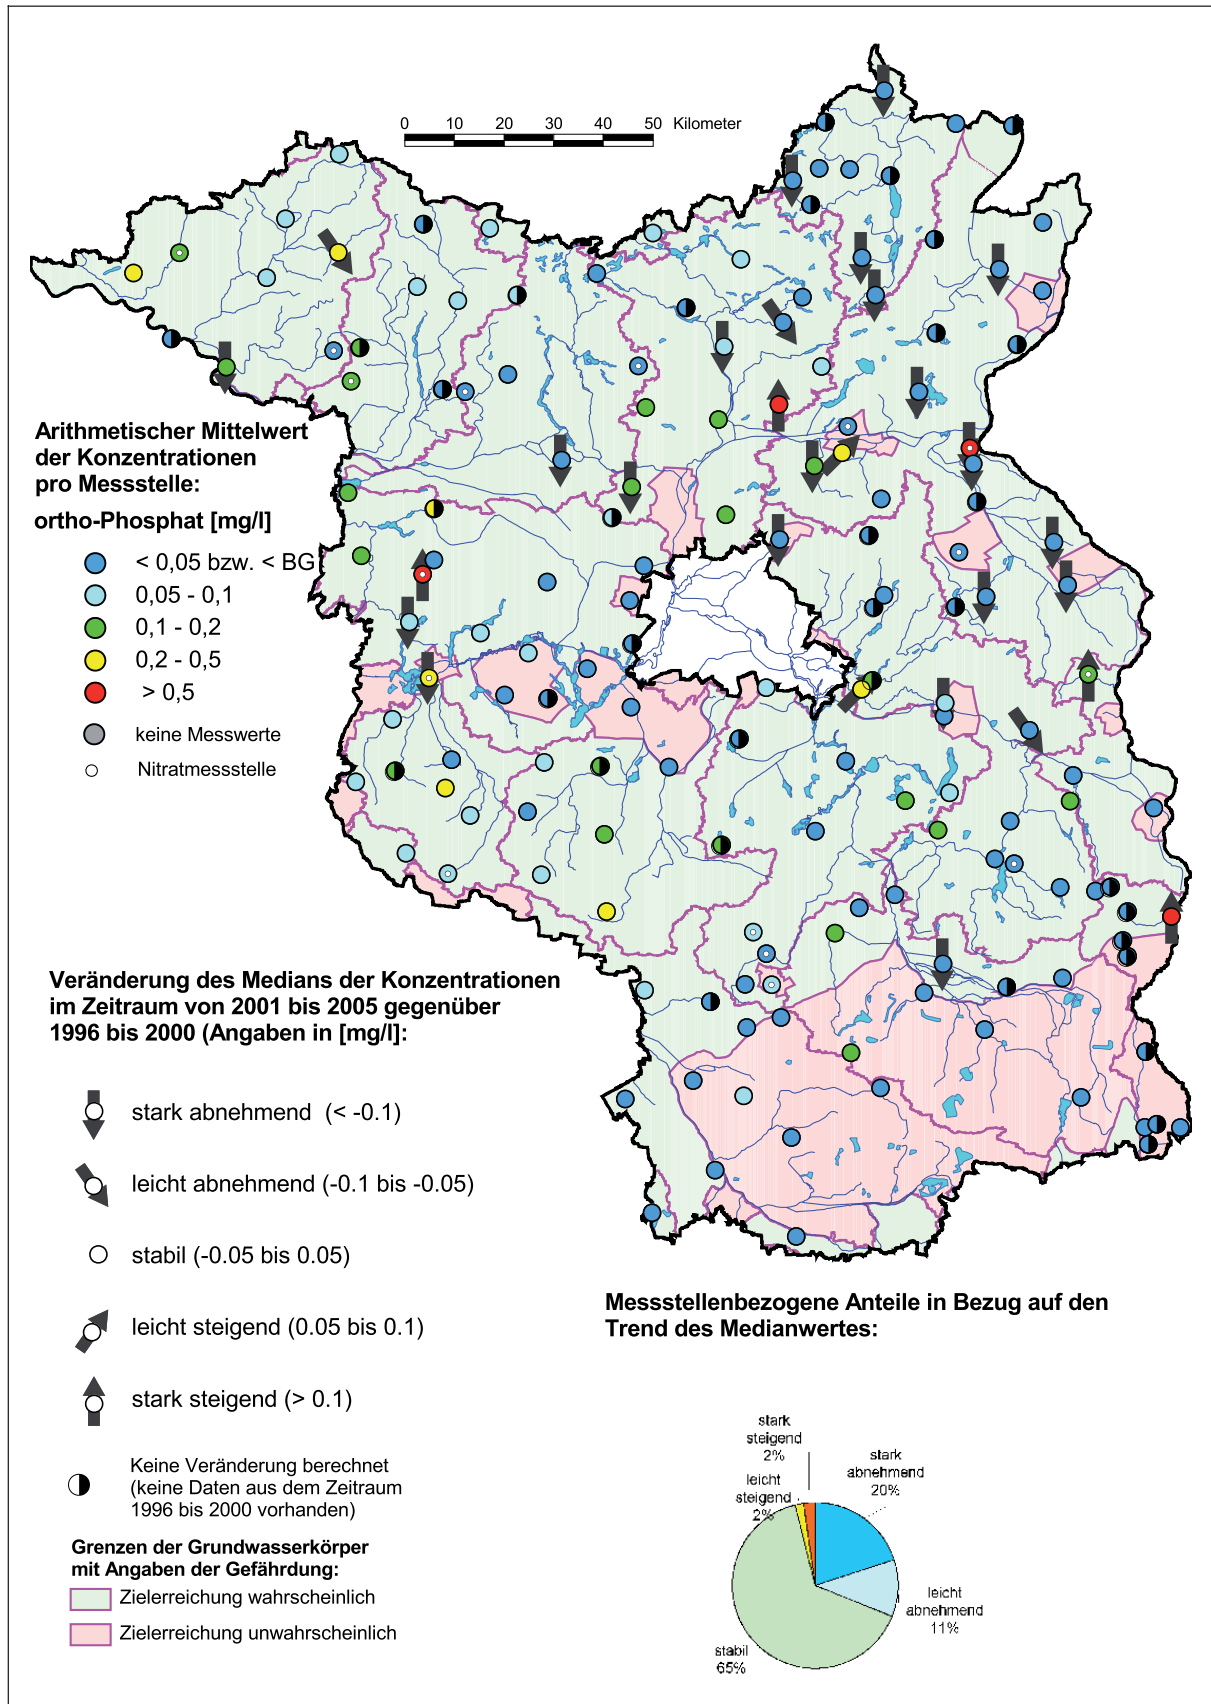 0 10 20 30 40 50 Kilometer
Arithmetischer Mittelwert
der Konzentrationen
pro Messstelle:
ortho-Phosphat [mg/l]
< 0,05 bzw. < BG
0,05 - 0,1
0,1 - 0,2
0,2 - 0,5
> 0,5
keine Messwerte
Nitratmessstelle
Veränderung des Medians der Konzentrationen
im Zeitraum von 2001 bis 2005 gegenüber
1996 bis 2000 (Angaben in [mg/l]:
stark abnehmend (< -0.1)
leicht abnehmend (-0.1 bis -0.05)
stabil (-0.05 bis 0.05)
leicht steigend (0.05 bis 0.1)
stark steigend (> 0.1)
Keine Veränderung berechnet
(keine Daten aus dem Zeitraum
1996 bis 2000 vorhanden)
Grenzen der Grundwasserkörper
mit Angaben der Gefährdung:
Zielerreichung wahrscheinlich
Zielerreichung unwahrscheinlich
Messstellenbezogene Anteile in Bezug auf den
Trend des Medianwertes:
stark
steigend
2%
stark
abnehmend
20%
leicht
steigend
2%
leicht
abnehmend
11%
stabil
65%